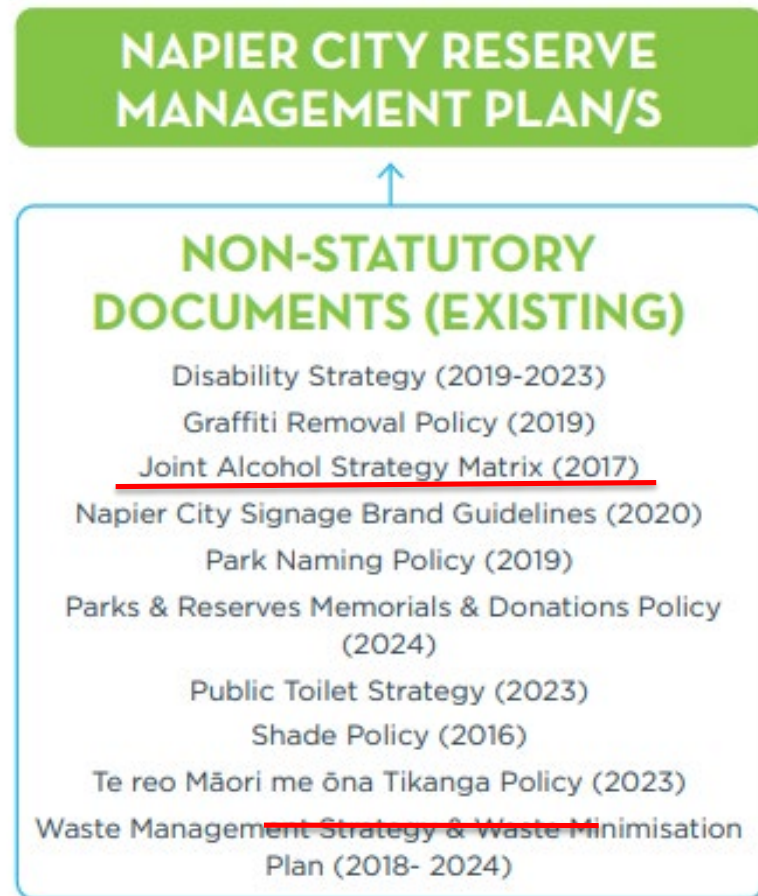 NAPIER CITY RESERVE
MANAGEMENT PLAN/S
NON-STATUTORY
DOCUMENTS (EXISTING)
Disability Strategy (2019-2023)
Graffiti Removal Policy (2019)
Joint Alcohol Strategy Matrix (2017)
Napier City Signage Brand Guidelines (2020)
Park Naming Policy (2019)
Parks & Reserves Memorials & Donations Policy
(2024)
Public Toilet Strategy (2023)
Shade Policy (2016)
Te reo Māori me ōna Tikanga Policy (2023)
Waste Management Strategy & Waste Minimisation
Plan (2018- 2024)